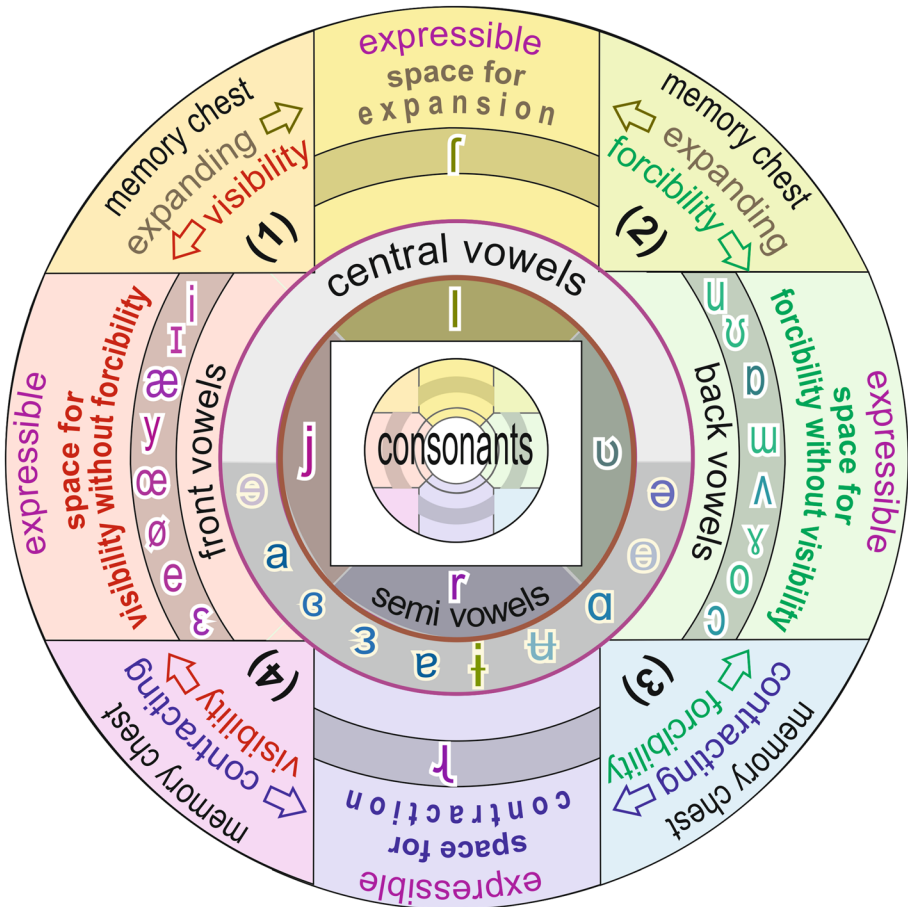 expressible
space for
expansion
ʃ
memory chest
expanding
visibility
(1)
memory chest
expanding
forcibility
(2)
expressible
space for
visibility without forcibility
i
ɪ
æ
y
œ
ø
e
ɛ
front vowels
central vowels
l
j
consonants
ʋ
r
semi vowels
ɘ
a
ɞ
ɜ
ɐ
ɨ
ʉ
ɑ
ɵ
ə
back vowels
u
ʊ
ɒ
ɯ
ʌ
ɤ
o
ɔ
forcibility without visibility
space for
expressible
(4)
visibility
contracting
memory chest
(3)
forcibility
contracting
memory chest
contraction
space for
expressible